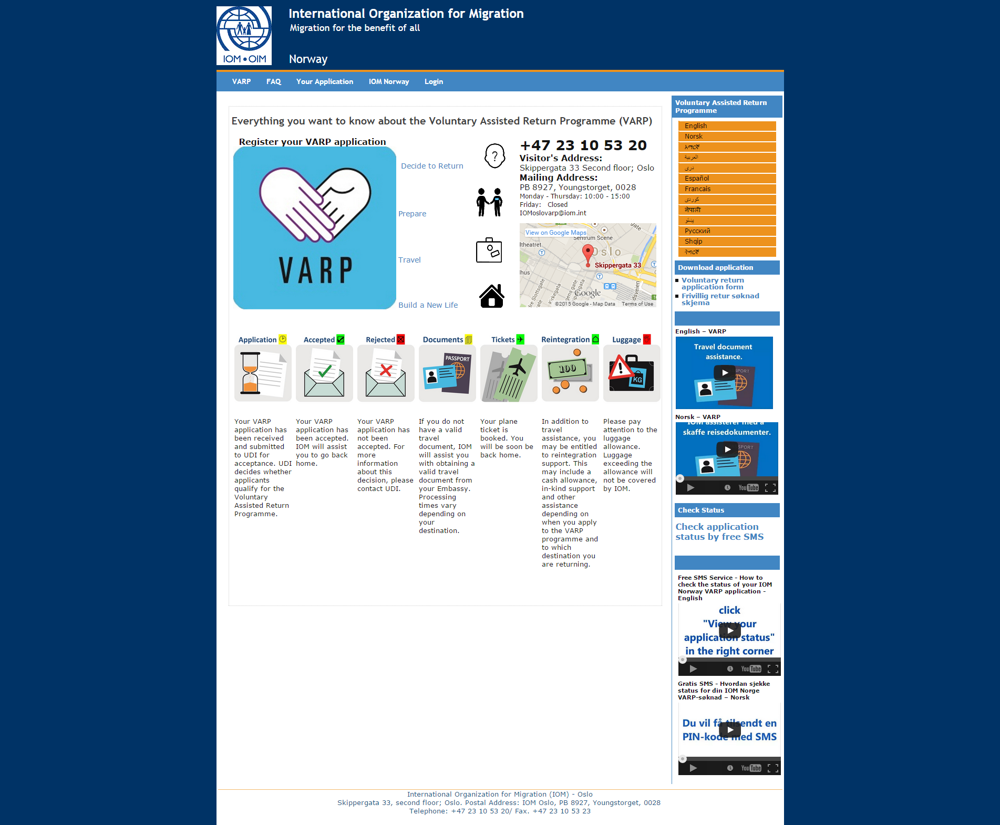 International Organization for Migration
Migration for the benefit of all
IOM • OIM
Norway
VARP
FAQ
Your Application
IOM Norway
Login
Everything you want to know about the Voluntary Assisted Return Programme (VARP)
Register your VARP application
VARP
Decide to Return
?
Prepare
Travel
Build a New Life
+47 23 10 53 20
Visitor's Address:
Skippergata 33 Second floor; Oslo
Mailing Address:
PB 8927, Youngstorget, 0028
Monday - Thursday: 10:00 - 15:00
Friday: Closed
IOMoslovarp@iom.int
View on Google Maps
gate
Sentrum Scene
ltheatret
Oslo
Skippergata 33
lhus
Kirkegata
Google
©2015 Google - Map Data
Terms of Use
Application
Accepted
Rejected
Documents
Tickets
Reintegration
Luggage
PASSPORT
100
KG
Your VARP
application has
been received
and submitted
to UDI for
acceptance. UDI
decides whether
applicants
qualify for the
Voluntary
Assisted Return
Programme.
Your VARP
application has
been accepted.
IOM will assist
you to go back
home.
Your VARP
application has
not been
accepted. For
more
information
about this
decision, please
contact UDI.
If you do not
have a valid
travel
document, IOM
will assist you
with obtaining a
valid travel
document from
your Embassy.
Processing
times vary
depending on
your
destination.
Your plane
ticket is
booked. You
will be soon be
back home.
In addition to
travel
assistance, you
may be entitled
to reintegration
support. This
may include a
cash allowance,
in-kind support
and other
assistance
depending on
when you apply
to the VARP
programme and
to which
destination you
are returning.
Please pay
attention to the
luggage
allowance.
Luggage
exceeding the
allowance will
not be covered
by IOM.
Voluntary Assisted Return
Programme
English
Norsk
አማርኛ
العربية
دری
Español
Francais
کوردی
नेपाली
پښتو
Русский
Shqip
ትግርኛ
Download application
Voluntary return
application form
Frivillig retur søknad
skjema
English – VARP
Travel document
assistance.
Norsk – VARP
IOM assisterer med å
skaffe reisedokumenter.
YouTube
Check Status
Check application
status by free SMS
Free SMS Service - How to
check the status of your IOM
Norway VARP application -
English
click
"View your
application status"
in the right corner
YouTube
Gratis SMS - Hvordan sjekke
status for din IOM Norge
VARP-søknad – Norsk
Du vil få tilsendt en
PIN-kode med SMS
YouTube
International Organization for Migration (IOM) - Oslo
Skippergata 33, second floor; Oslo. Postal Address: IOM Oslo, PB 8927, Youngstorget, 0028
Telephone: +47 23 10 53 20/ Fax. +47 23 10 53 23